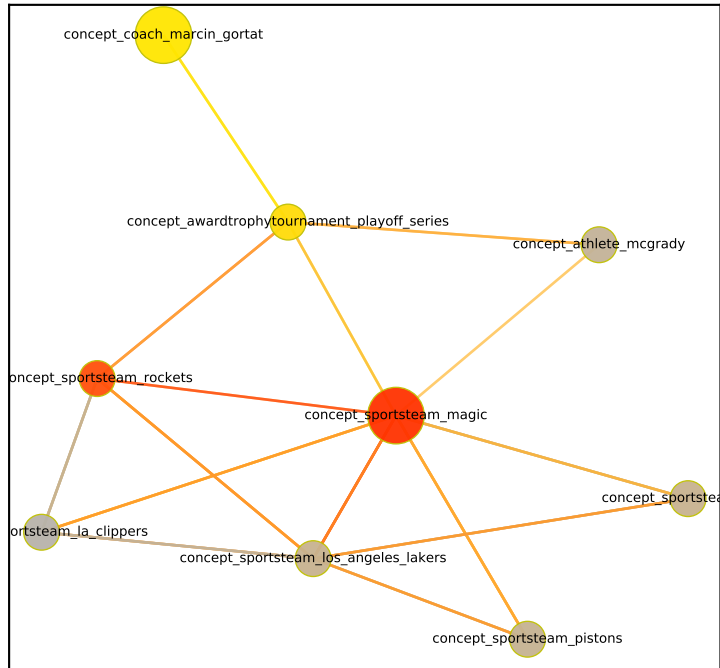 concept_coach_marcin_gortat
concept_awardtrophytournament_playoff_series
concept_athlete_mcgrady
oncept_sportsteam_rockets
concept_sportsteam_magic
concept_sportstea
ortsteam_la_clippers
concept_sportsteam_los_angeles_lakers
concept_sportsteam_pistons